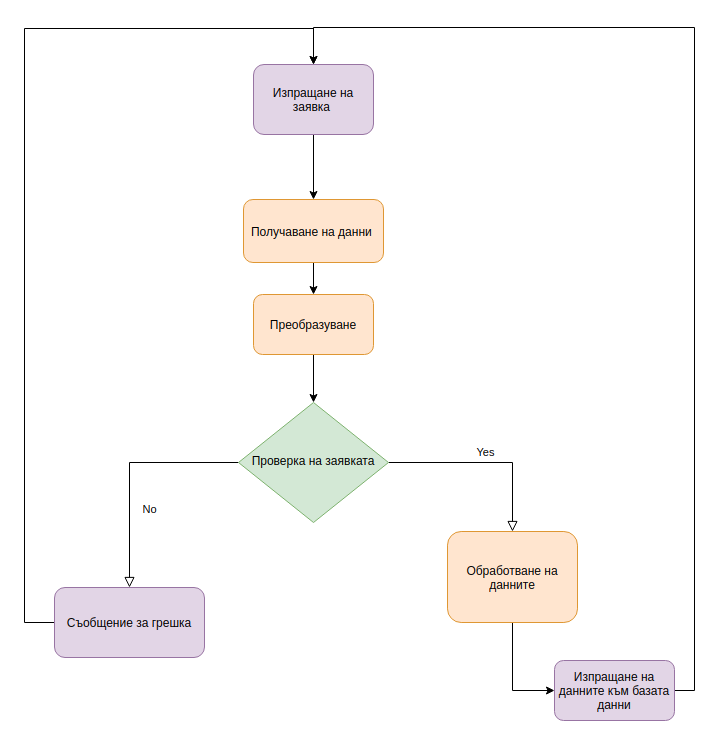 Изпращане на
заявка
Получаване на данни
Преобразуване
Проверка на заявката
Yes
No
Обработване на
данните
Съобщение за грешка
Изпращане на
данните към базата
данни